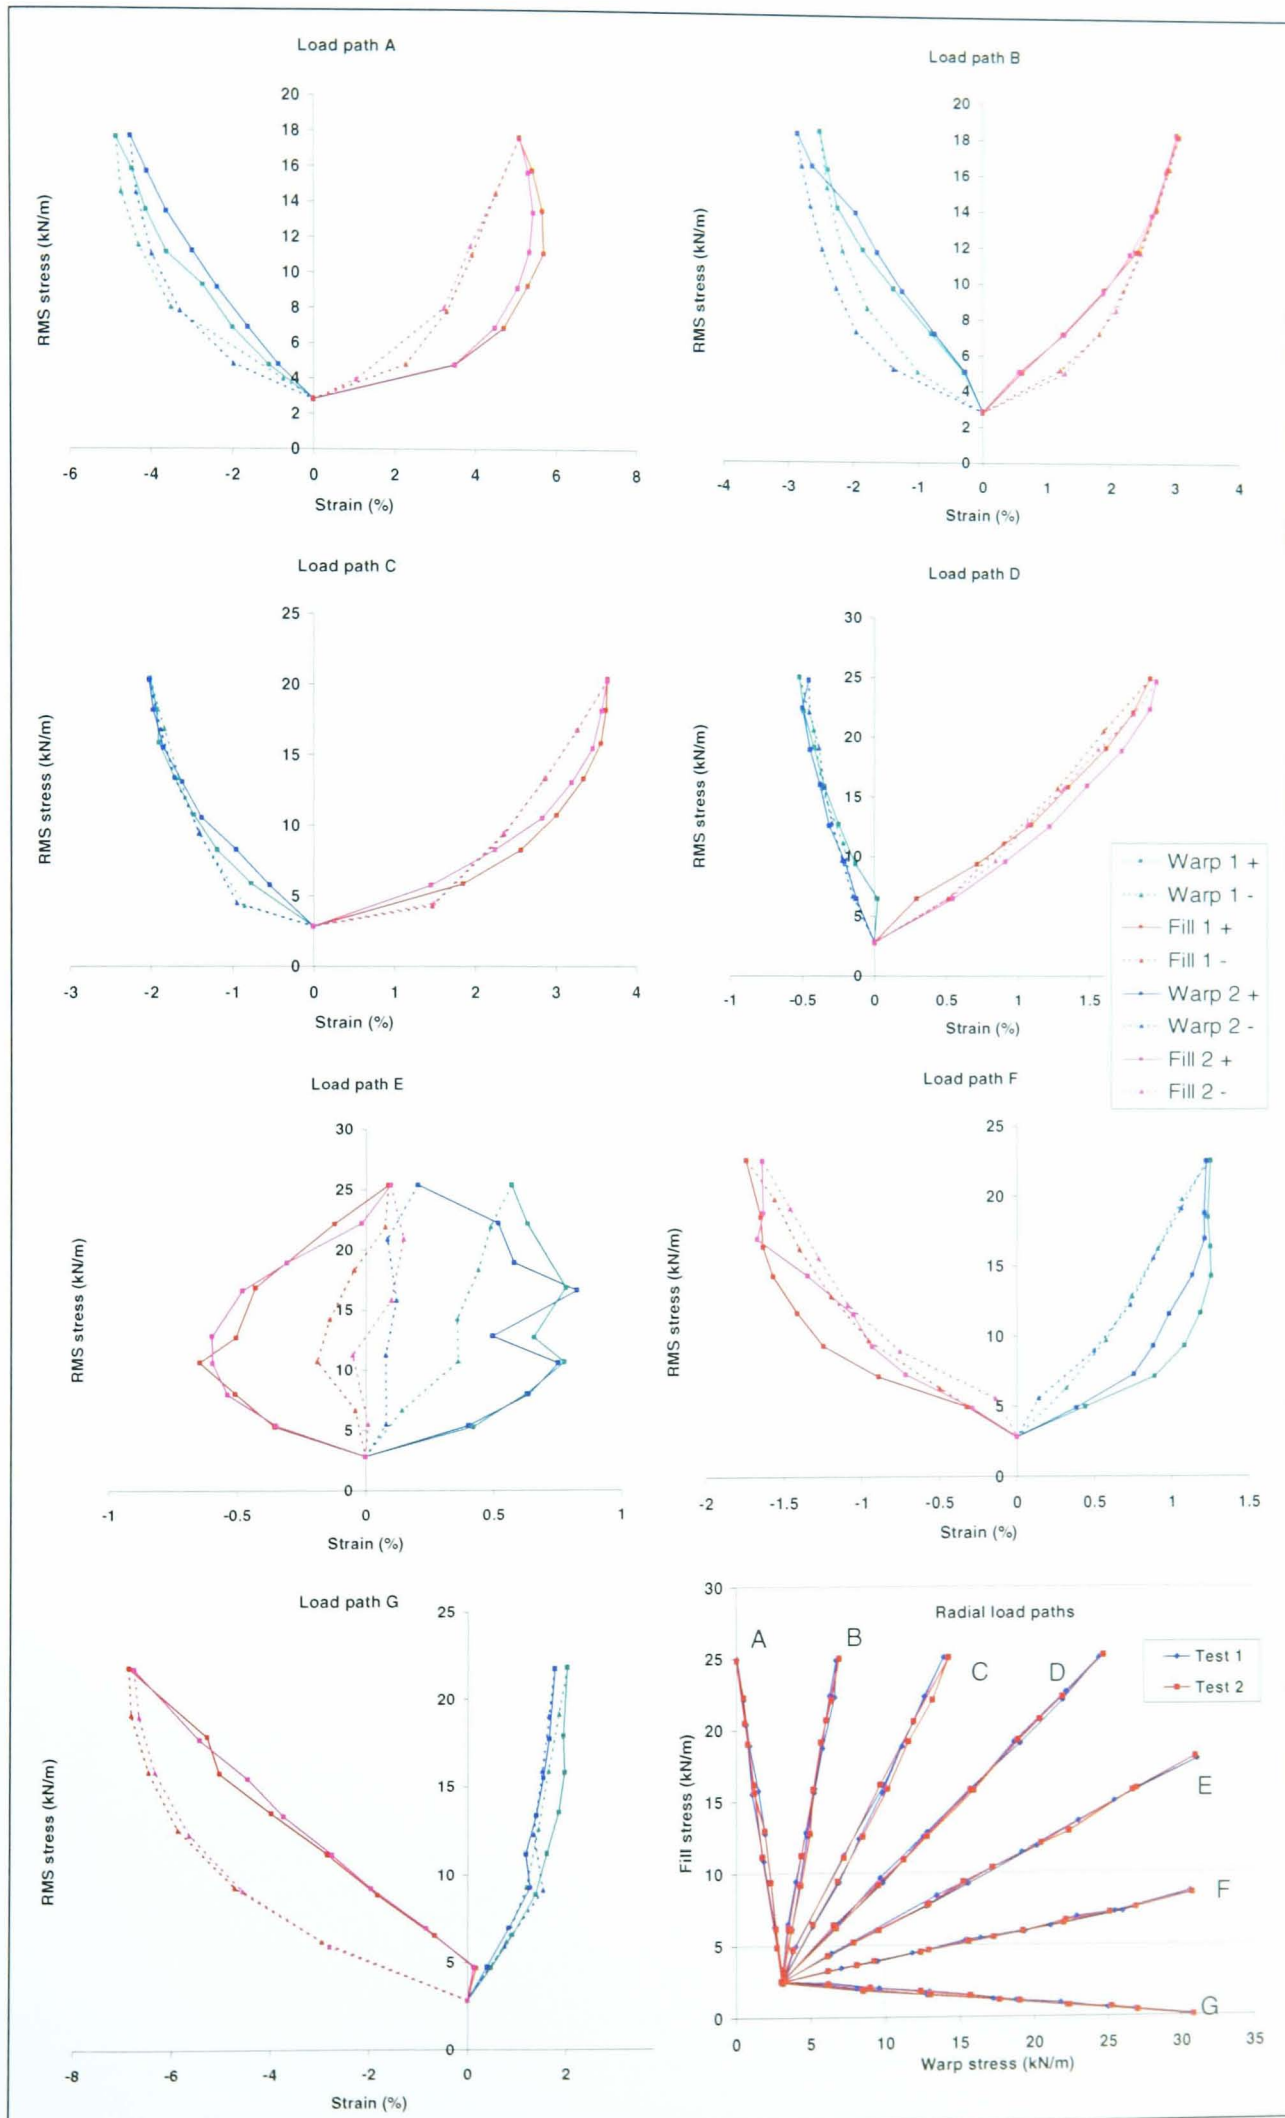 Load path A
20
18
16
14
12
10
8
6
4
2
0
-6 -4 -2 0 2 4 6 8
RMS stress (kN/m)
Strain (%)
Load path B
20
18
16
14
12
10
8
6
4
2
0
-4 -3 -2 -1 0 1 2 3 4
RMS stress (kN/m)
Strain (%)
Load path C
25
20
15
10
5
0
-3 -2 -1 0 1 2 3 4
RMS stress (kN/m)
Strain (%)
Load path D
30
25
20
15
10
5
0
-1 -0.5 0 0.5 1 1.5
RMS stress (kN/m)
Strain (%)
Warp 1 +
Warp 1 -
Fill 1 +
Fill 1 -
Warp 2 +
Warp 2 -
Fill 2 +
Fill 2 -
Load path E
30
25
20
15
10
5
0
-1 -0.5 0 0.5 1
RMS stress (kN/m)
Strain (%)
Load path F
25
20
15
10
5
0
-2 -1.5 -1 -0.5 0 0.5 1 1.5
RMS stress (kN/m)
Strain (%)
Load path G
25
20
15
10
5
0
-8 -6 -4 -2 0 2
RMS stress (kN/m)
Strain (%)
Radial load paths
30
25
20
15
10
5
0
0 5 10 15 20 25 30 35
Fill stress (kN/m)
Warp stress (kN/m)
A
B
C
D
E
F
G
Test 1
Test 2